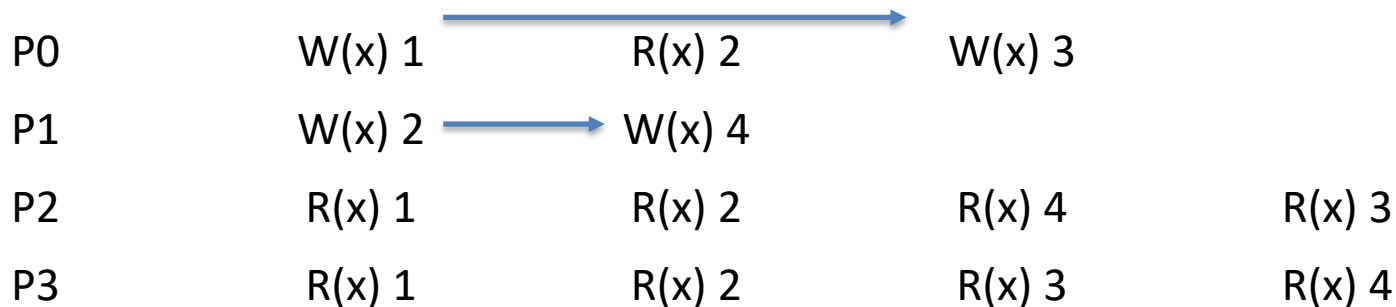 P0 W(x) 1 R(x) 2 W(x) 3
P1 W(x) 2 W(x) 4
P2 R(x) 1 R(x) 2 R(x) 4 R(x) 3
P3 R(x) 1 R(x) 2 R(x) 3 R(x) 4